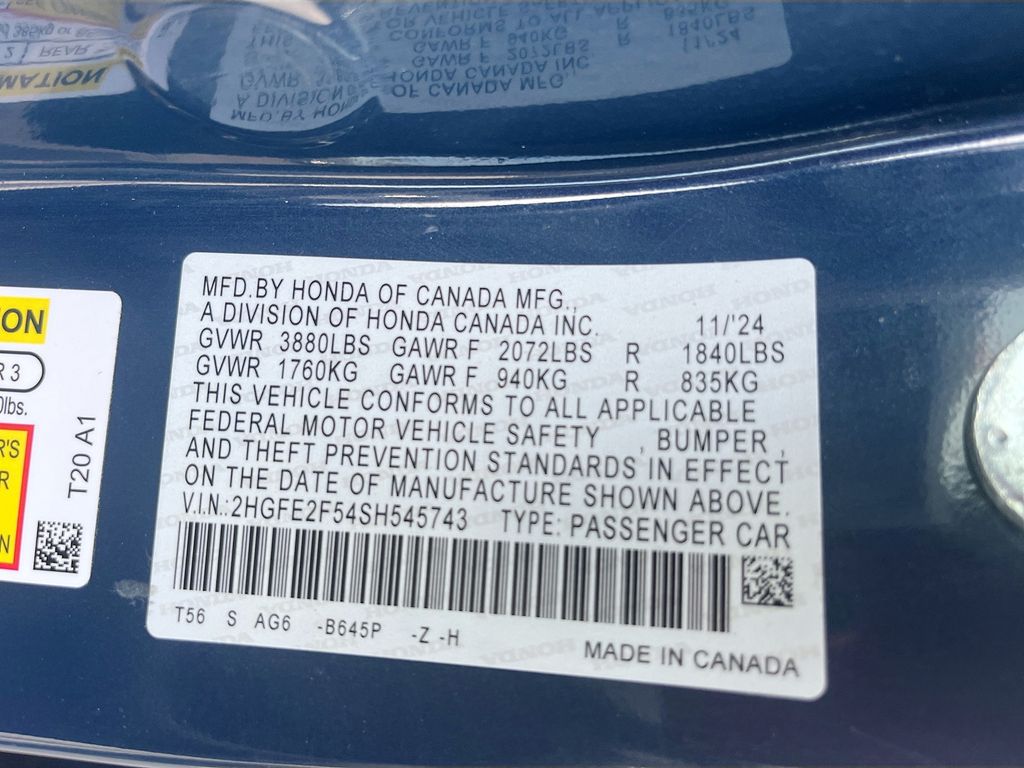 MFD.BY HONDA OF CANADA MFG.,
A DIVISION OF HONDA CANADA INC. 11/'24
GVWR 3880LBS GAWR F 2072LBS R 1840LBS
GVWR 1760KG GAWR F 940KG R 835KG
THIS VEHICLE CONFORMS TO ALL APPLICABLE
FEDERAL MOTOR VEHICLE SAFETY , BUMPER ,
AND THEFT PREVENTION STANDARDS IN EFFECT
ON THE DATE OF MANUFACTURE SHOWN ABOVE.
V.I.N.:2HGFE2F54SH545743 TYPE: PASSENGER CAR
T56 S AG6 -B645P -Z -H
MADE IN CANADA
T20 A1